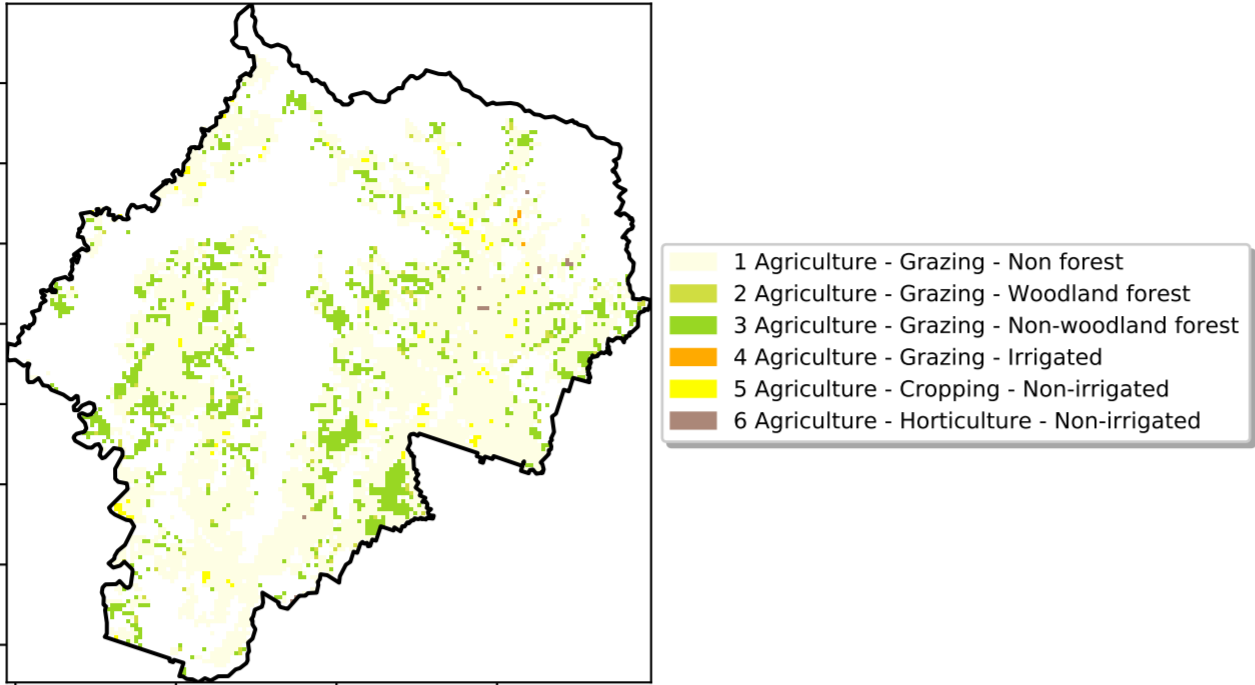 1 Agriculture - Grazing - Non forest
2 Agriculture - Grazing - Woodland forest
3 Agriculture - Grazing - Non-woodland forest
4 Agriculture - Grazing - Irrigated
5 Agriculture - Cropping - Non-irrigated
6 Agriculture - Horticulture - Non-irrigated